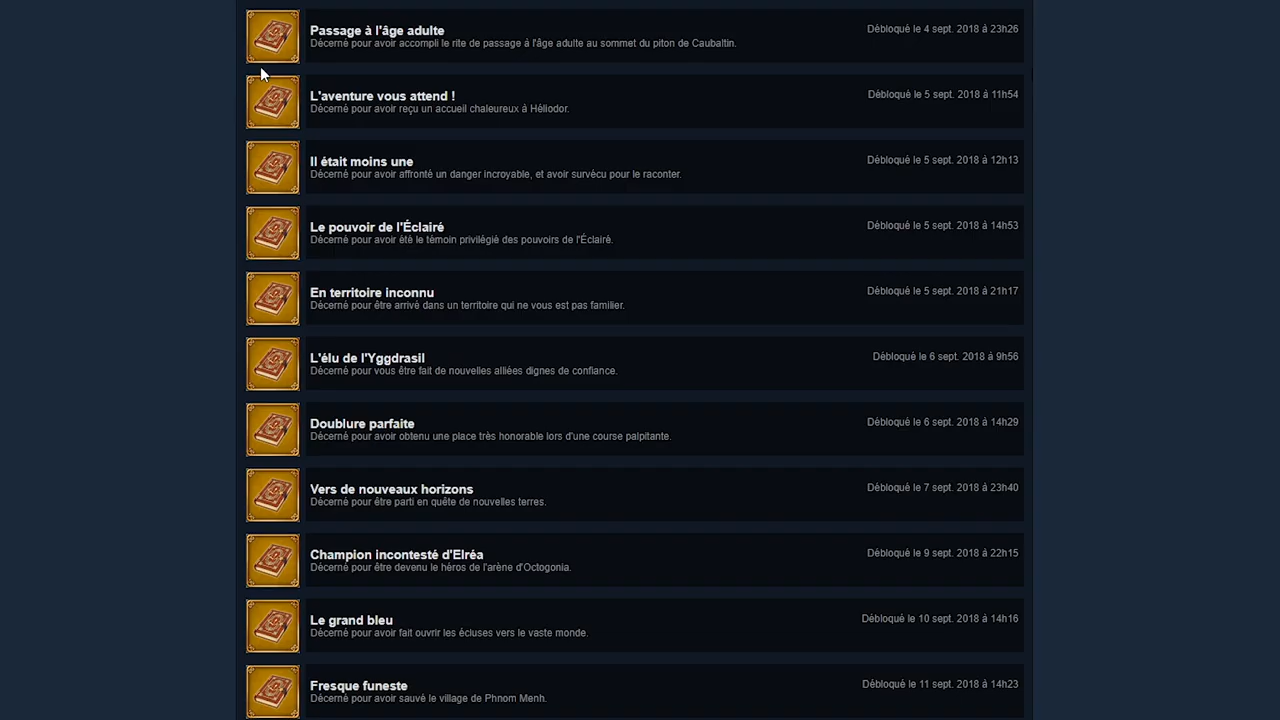 Passage à l'âge adulte
Débloqué le 4 sept. 2018 à 23h26
Décerné pour avoir accompli le rite de passage à l'âge adulte au sommet du piton de Caubaltin.
L'aventure vous attend !
Débloqué le 5 sept. 2018 à 11h54
Décerné pour avoir reçu un accueil chaleureux à Héliodor.
Il était moins une
Débloqué le 5 sept. 2018 à 12h13
Décerné pour avoir affronté un danger incroyable, et avoir survécu pour le raconter.
Le pouvoir de l'Éclairé
Débloqué le 5 sept. 2018 à 14h53
Décerné pour avoir été le témoin privilégié des pouvoirs de l'Éclairé.
En territoire inconnu
Débloqué le 5 sept. 2018 à 21h17
Décerné pour être arrivé dans un territoire qui ne vous est pas familier.
L'élu de l'Yggdrasil
Débloqué le 6 sept. 2018 à 9h56
Décerné pour vous être fait de nouvelles alliées dignes de confiance.
Doublure parfaite
Débloqué le 6 sept. 2018 à 14h29
Décerné pour avoir obtenu une place très honorable lors d'une course palpitante.
Vers de nouveaux horizons
Débloqué le 7 sept. 2018 à 23h40
Décerné pour être parti en quête de nouvelles terres.
Champion incontesté d'Elréa
Débloqué le 9 sept. 2018 à 22h15
Décerné pour être devenu le héros de l'arène d'Octogonia.
Le grand bleu
Débloqué le 10 sept. 2018 à 14h16
Décerné pour avoir fait ouvrir les écluses vers le vaste monde.
Fresque funeste
Débloqué le 11 sept. 2018 à 14h23
Décerné pour avoir sauvé le village de Phnom Menh.